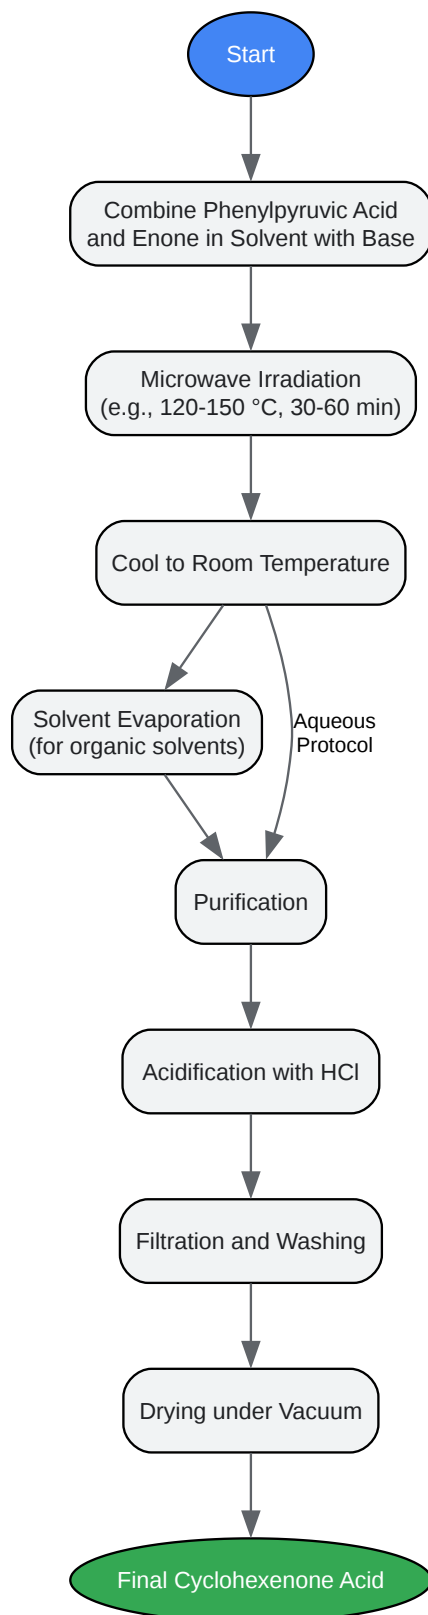 Start
Combine Phenylpyruvic Acid
and Enone in Solvent with Base
Microwave Irradiation
(e.g., 120-150 °C, 30-60 min)
Cool to Room Temperature
Solvent Evaporation
(for organic solvents)
Aqueous
Protocol
Purification
Acidification with HCl
Filtration and Washing
Drying under Vacuum
Final Cyclohexenone Acid